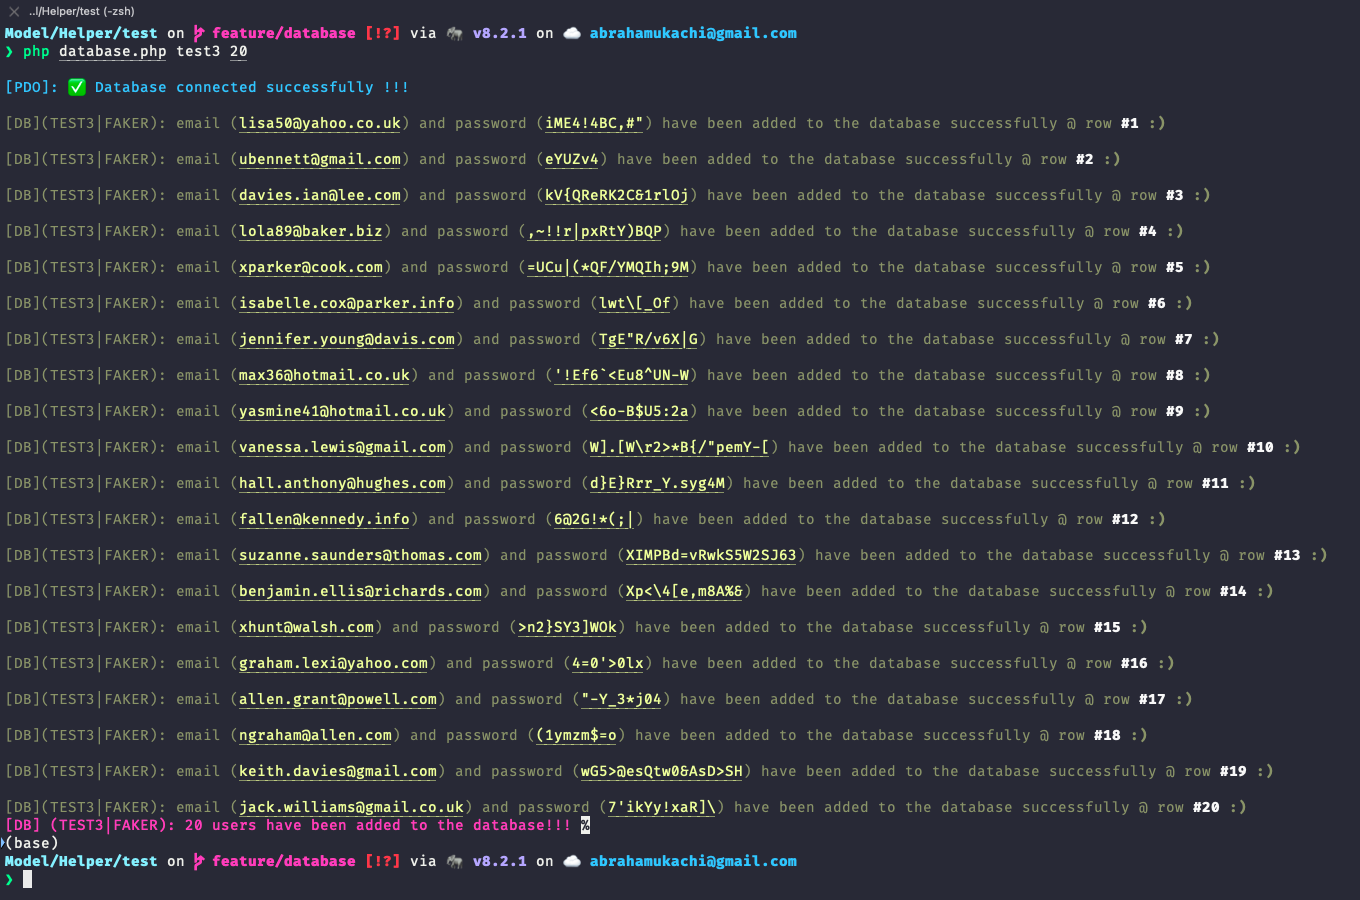 ..l/Helper/test (-zsh)
Model/Helper/test on feature/database [!?] via 🐘 v8.2.1 on ☁️ abrahamukachi@gmail.com
❯ php database.php test3 20
[PDO]: ✅ Database connected successfully !!!
[DB](TEST3|FAKER): email (lisa50@yahoo.co.uk) and password (iME4!4BC,#") have been added to the database successfully @ row #1 :)
[DB](TEST3|FAKER): email (ubennett@gmail.com) and password (eYUZv4) have been added to the database successfully @ row #2 :)
[DB](TEST3|FAKER): email (davies.ian@lee.com) and password (kV{QReRK2C&1rlOj) have been added to the database successfully @ row #3 :)
[DB](TEST3|FAKER): email (lola89@baker.biz) and password (,~!!r|pxRtY)BQP) have been added to the database successfully @ row #4 :)
[DB](TEST3|FAKER): email (xparker@cook.com) and password (=UCu|(*QF/YMQIh;9M) have been added to the database successfully @ row #5 :)
[DB](TEST3|FAKER): email (isabelle.cox@parker.info) and password (lwt\[_Of) have been added to the database successfully @ row #6 :)
[DB](TEST3|FAKER): email (jennifer.young@davis.com) and password (TgE"R/v6X|G) have been added to the database successfully @ row #7 :)
[DB](TEST3|FAKER): email (max36@hotmail.co.uk) and password ('!Ef6`<Eu8^UN-W) have been added to the database successfully @ row #8 :)
[DB](TEST3|FAKER): email (yasmine41@hotmail.co.uk) and password (<6o-B$U5:2a) have been added to the database successfully @ row #9 :)
[DB](TEST3|FAKER): email (vanessa.lewis@gmail.com) and password (W].[W\r2>*B{/"pemY-[) have been added to the database successfully @ row #10 :)
[DB](TEST3|FAKER): email (hall.anthony@hughes.com) and password (d}E}Rrr_Y.syg4M) have been added to the database successfully @ row #11 :)
[DB](TEST3|FAKER): email (fallen@kennedy.info) and password (6@2G!*(;|) have been added to the database successfully @ row #12 :)
[DB](TEST3|FAKER): email (suzanne.saunders@thomas.com) and password (XIMPBd=vRwkS5W2SJ63) have been added to the database successfully @ row #13 :)
[DB](TEST3|FAKER): email (benjamin.ellis@richards.com) and password (Xp<\4[e,m8A%&) have been added to the database successfully @ row #14 :)
[DB](TEST3|FAKER): email (xhunt@walsh.com) and password (>n2}SY3]WOk) have been added to the database successfully @ row #15 :)
[DB](TEST3|FAKER): email (graham.lexi@yahoo.com) and password (4=0'>0lx) have been added to the database successfully @ row #16 :)
[DB](TEST3|FAKER): email (allen.grant@powell.com) and password ("-Y_3*j04) have been added to the database successfully @ row #17 :)
[DB](TEST3|FAKER): email (ngraham@allen.com) and password ((1ymzm$=o) have been added to the database successfully @ row #18 :)
[DB](TEST3|FAKER): email (keith.davies@gmail.com) and password (wG5>@esQtw0&AsD>SH) have been added to the database successfully @ row #19 :)
[DB](TEST3|FAKER): email (jack.williams@gmail.co.uk) and password (7'ikYy!xaR]\) have been added to the database successfully @ row #20 :)
[DB] (TEST3|FAKER): 20 users have been added to the database!!! %
(base)
Model/Helper/test on feature/database [!?] via 🐘 v8.2.1 on ☁️ abrahamukachi@gmail.com
❯